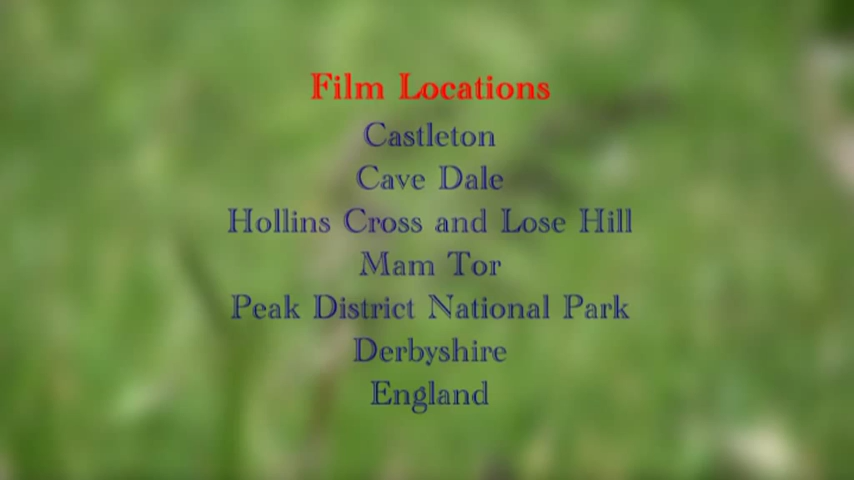 Film Locations
Castleton
Cave Dale
Hollins Cross and Lose Hill
Mam Tor
Peak District National Park
Derbyshire
England